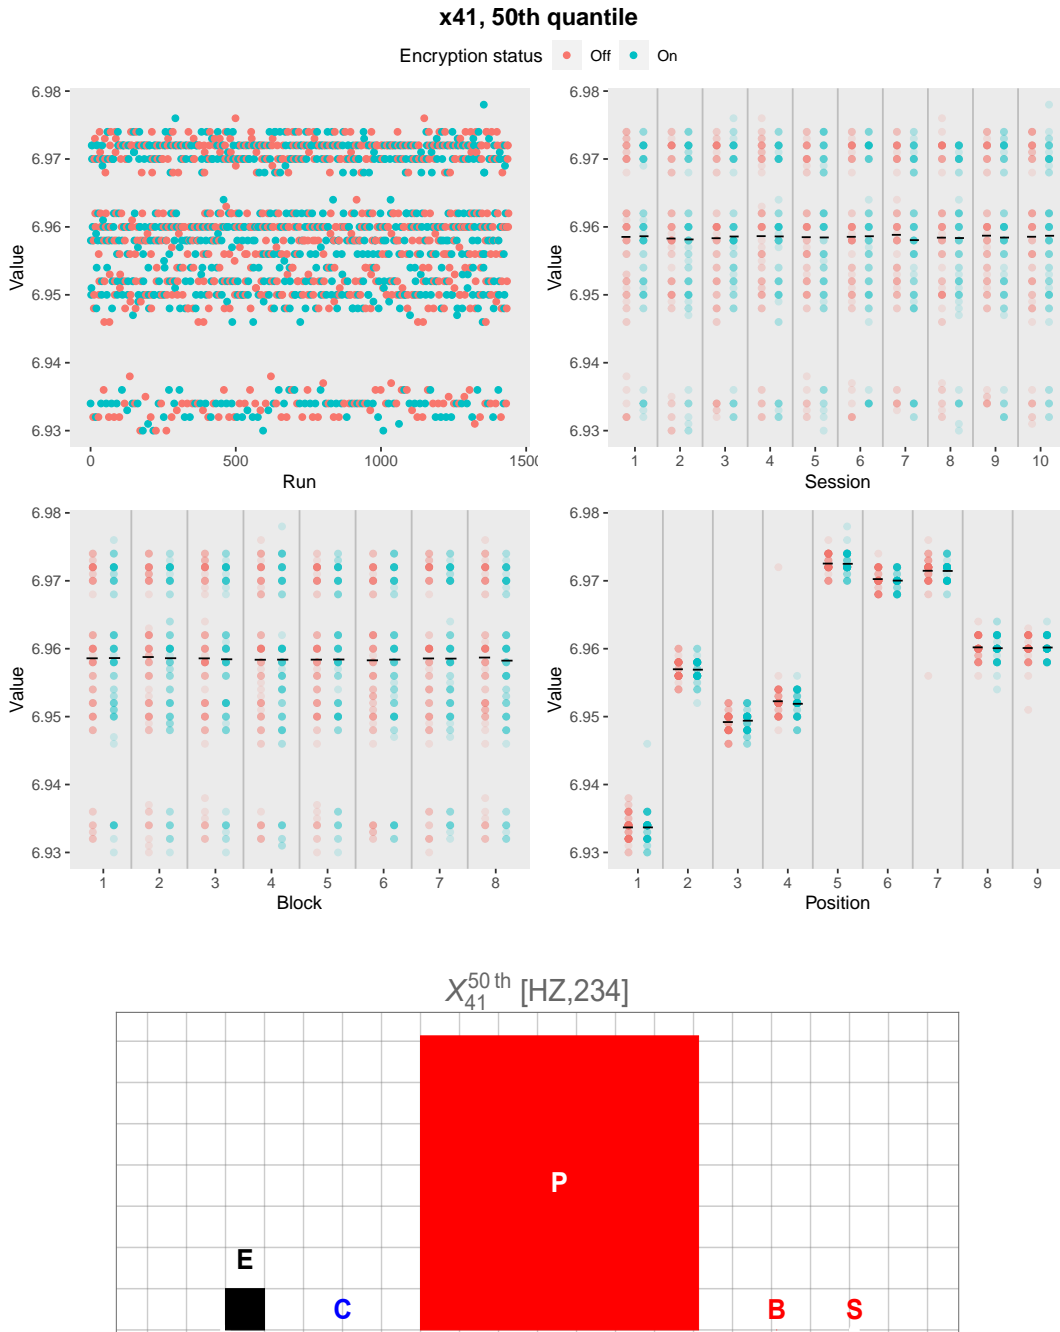 x41, 50th quantile
Encryption status Off On
6.98
6.97
6.96
6.95
6.94
6.93
Value
0 500 1000 1500
Run
6.98
6.97
6.96
6.95
6.94
6.93
Value
1 2 3 4 5 6 7 8 9 10
Session
6.98
6.97
6.96
6.95
6.94
6.93
Value
1 2 3 4 5 6 7 8
Block
6.98
6.97
6.96
6.95
6.94
6.93
Value
1 2 3 4 5 6 7 8 9
Position
X_{41}^{50 th} [HZ,234]
P
E
C B S